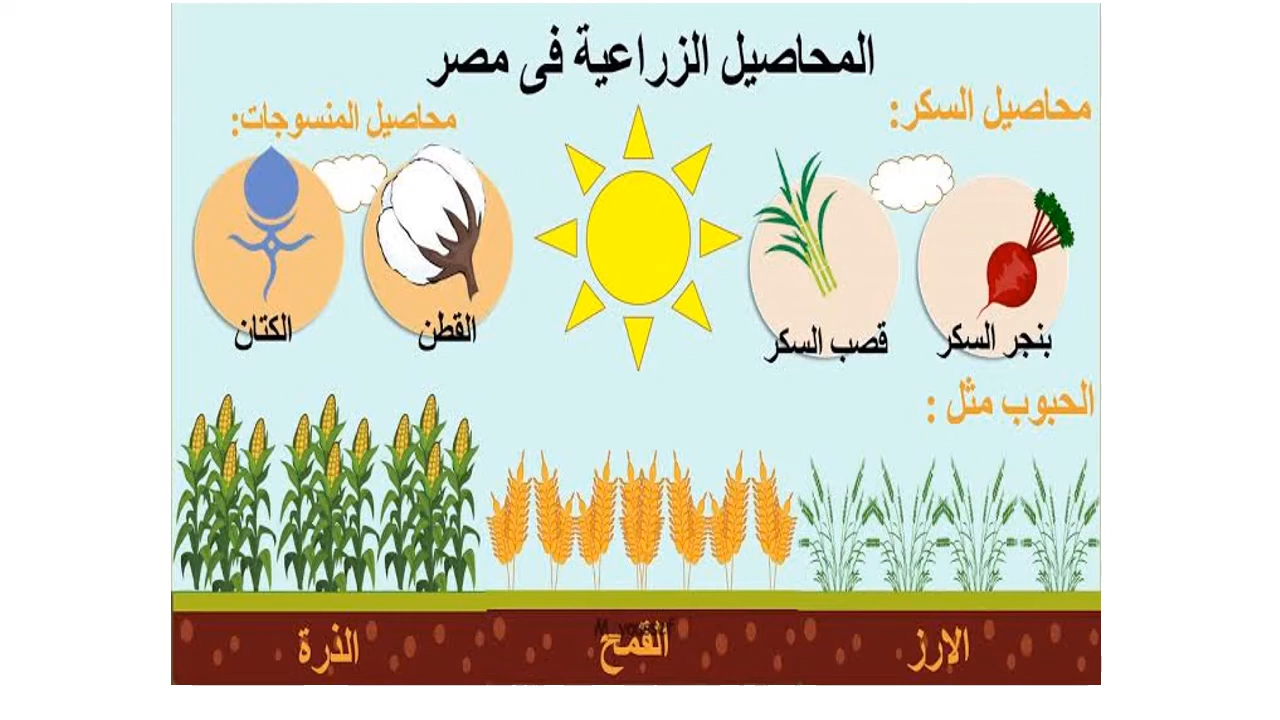 المحاصيل الزراعية فى مصر
محاصيل السكر:
محاصيل المنسوجات:
بنجر السكر
قصب السكر
القطن
الكتان
الحبوب مثل :
الارز
القمح
الذرة
M youssef